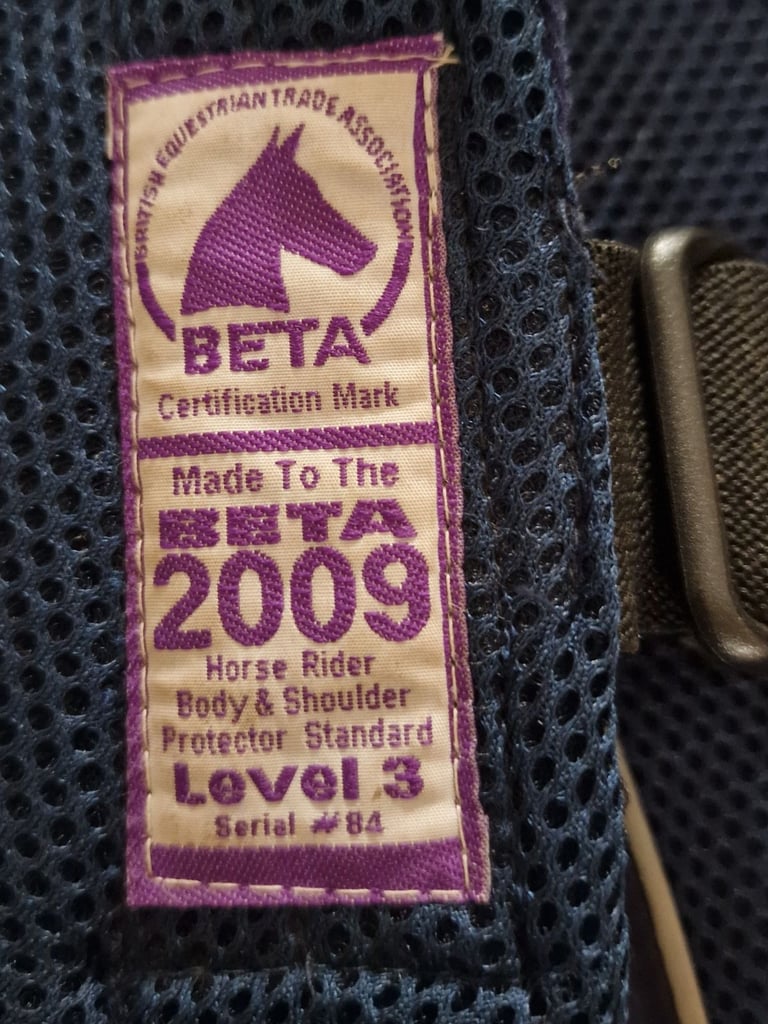 BRITISH EQUESTRIAN TRADE ASSOCIATION
BETA
Certification Mark
Made To The
BETA
2009
Horse Rider
Body & Shoulder
Protector Standard
Level 3
Serial #84